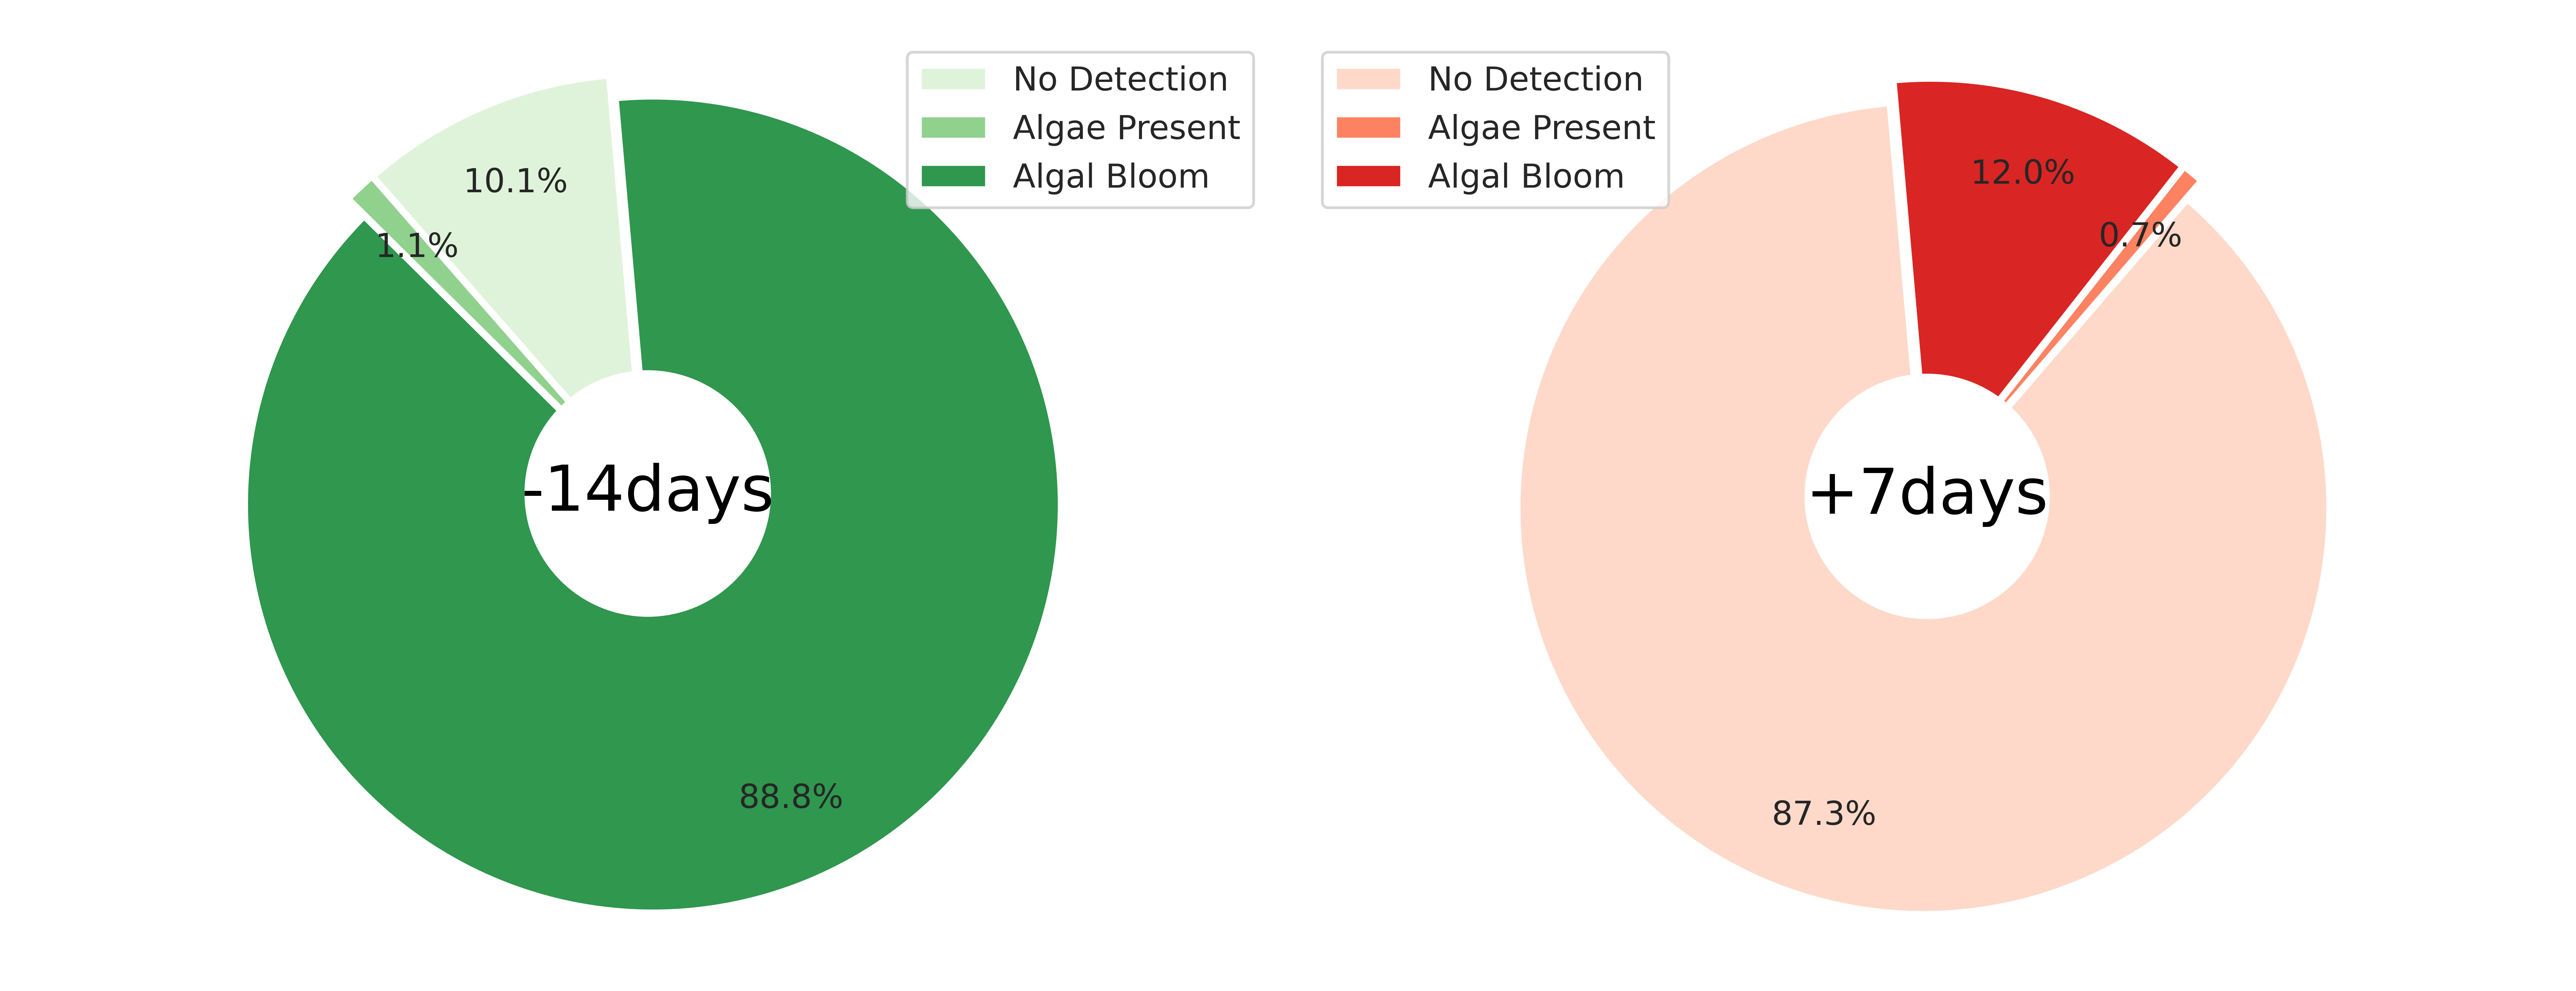 No Detection
Algae Present
Algal Bloom
10.1%
1.1%
-14days
88.8%
No Detection
Algae Present
Algal Bloom
12.0%
0.7%
+7days
87.3%